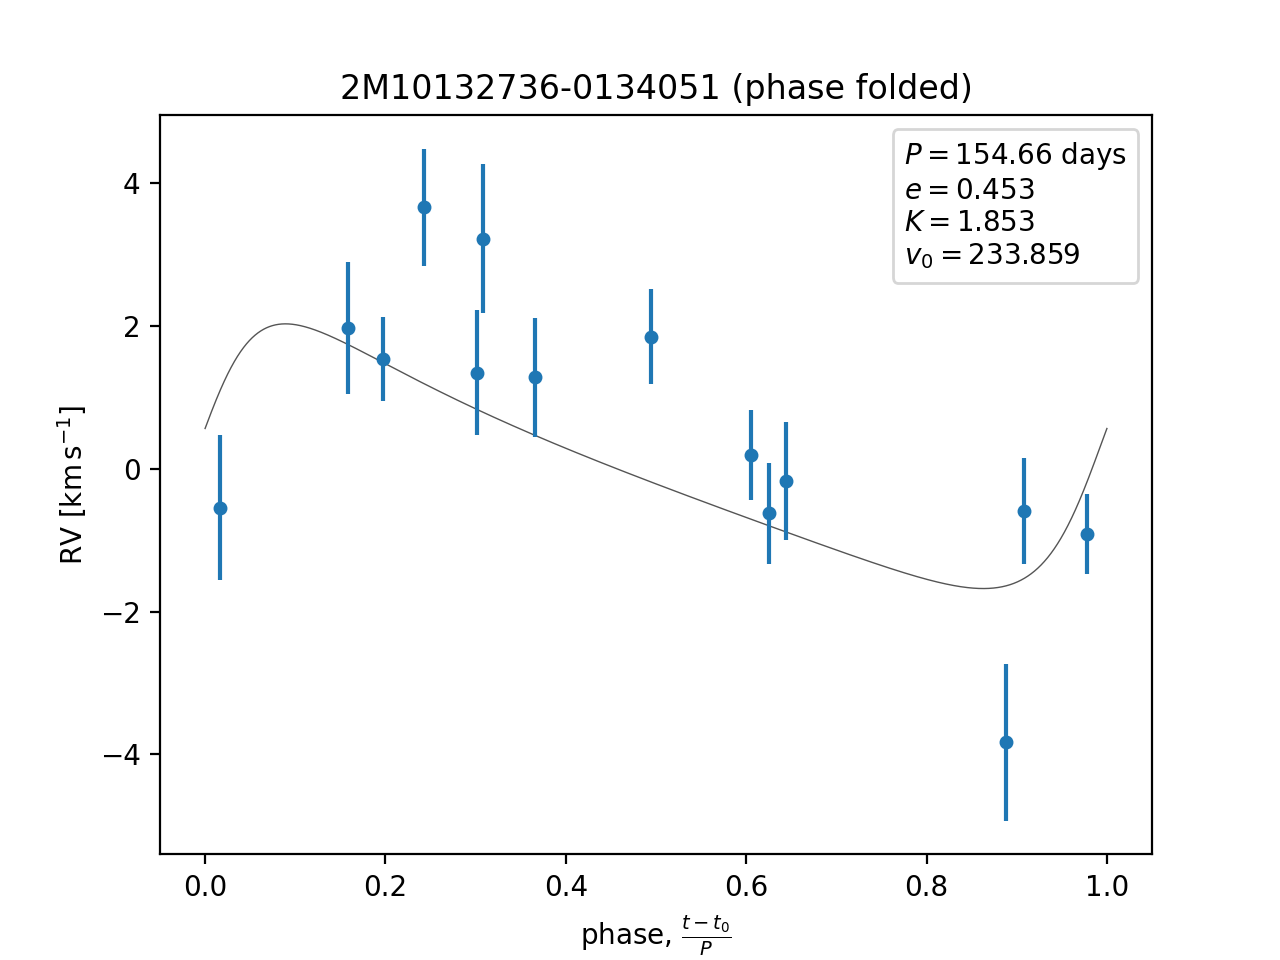 2M10132736-0134051 (phase folded)
P = 154.66 days
e = 0.453
K = 1.853
v₀ = 233.859
RV [km s⁻¹]
4
2
0
−2
−4
0.0 0.2 0.4 0.6 0.8 1.0
phase, (t − t₀)/P